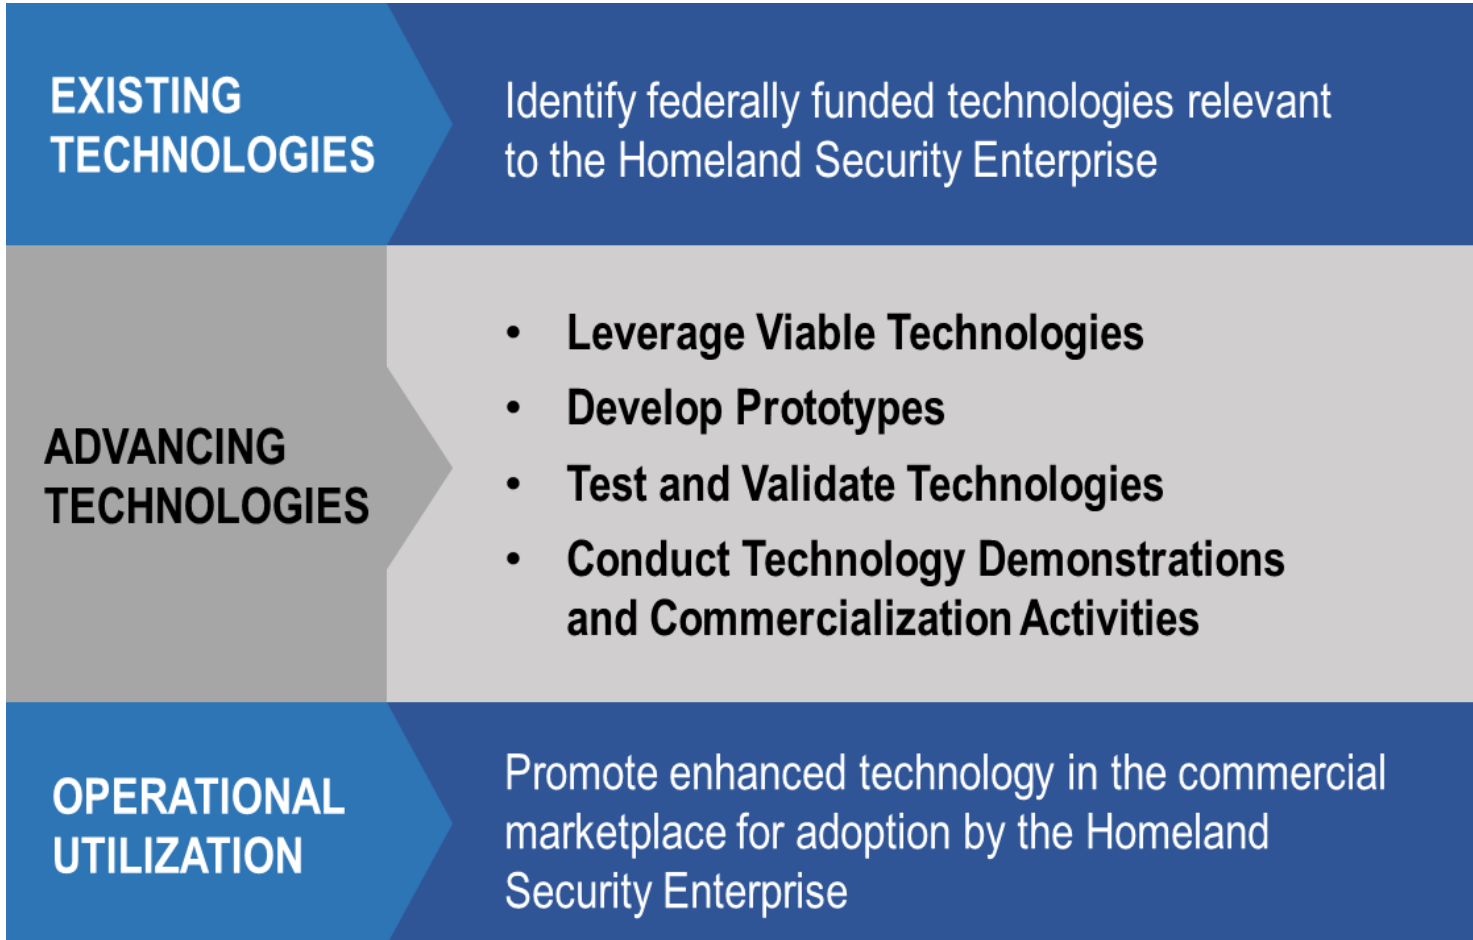 EXISTING
TECHNOLOGIES
Identify federally funded technologies relevant
to the Homeland Security Enterprise
ADVANCING
TECHNOLOGIES
• Leverage Viable Technologies
• Develop Prototypes
• Test and Validate Technologies
• Conduct Technology Demonstrations
and Commercialization Activities
OPERATIONAL
UTILIZATION
Promote enhanced technology in the commercial
marketplace for adoption by the Homeland
Security Enterprise